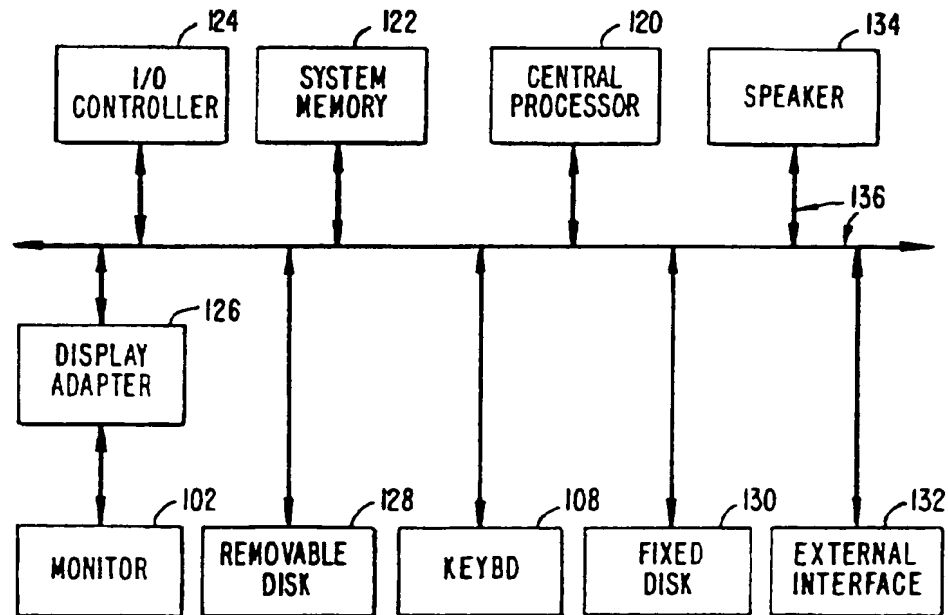 124
122
120
134
I/O
CONTROLLER
SYSTEM
MEMORY
CENTRAL
PROCESSOR
SPEAKER
136
126
DISPLAY
ADAPTER
102
128
108
130
132
MONITOR
REMOVABLE
DISK
KEYBD
FIXED
DISK
EXTERNAL
INTERFACE